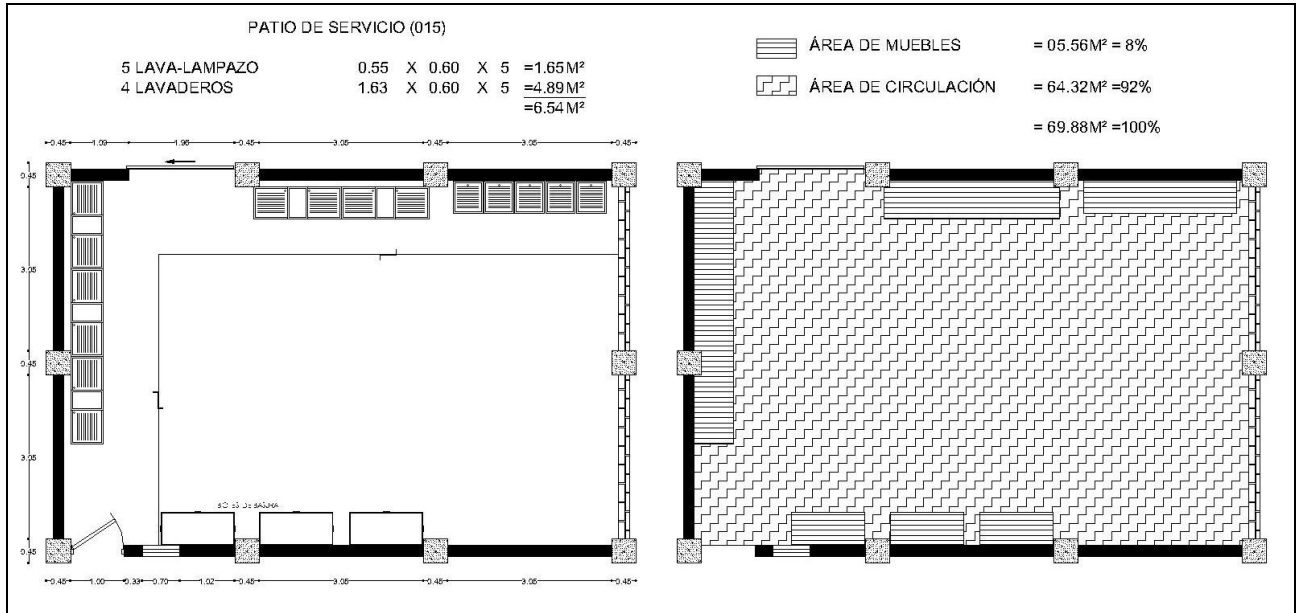 PATIO DE SERVICIO (015)
5 LAVA-LAMPAZO 0.55 X 0.60 X 5 =1.65M²
4 LAVADEROS 1.63 X 0.60 X 5 =4.89M²
=6.54M²
ÁREA DE MUEBLES = 05.56M² = 8%
ÁREA DE CIRCULACIÓN = 64.32M² =92%
= 69.88M² =100%
0.45 1.09 1.96 0.45 3.05 0.45 3.05 0.45
0.45
3.05
0.45
3.05
0.45
BOTES DE BASURA
0.45 1.00 0.33 0.70 1.02 0.45 3.05 0.45 3.05 0.45